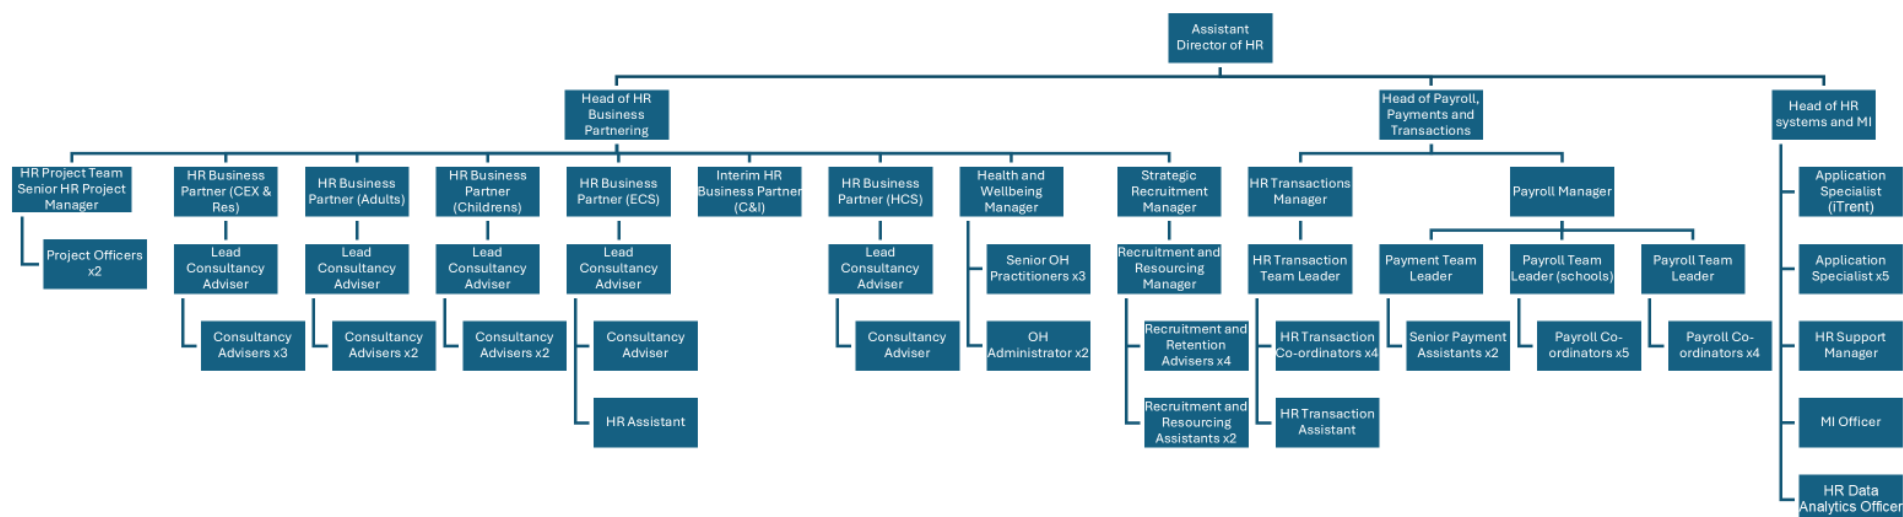 Assistant
Director of HR
Head of HR
Business
Partnering
Head of Payroll,
Payments and
Transactions
Head of HR
systems and MI
HR Project Team
Senior HR Project
Manager
HR Business
Partner (CEX &
Res)
HR Business
Partner (Adults)
HR Business
Partner
(Childrens)
HR Business
Partner (ECS)
Interim HR
Business Partner
(C&I)
HR Business
Partner (HCS)
Health and
Wellbeing
Manager
Strategic
Recruitment
Manager
HR Transactions
Manager
Payroll Manager
Application
Specialist
(iTrent)
Project Officers
x2
Lead
Consultancy
Adviser
Lead
Consultancy
Adviser
Lead
Consultancy
Adviser
Lead
Consultancy
Adviser
Lead
Consultancy
Adviser
Senior OH
Practitioners x3
Recruitment and
Resourcing
Manager
HR Transaction
Team Leader
Payment Team
Leader
Payroll Team
Leader (schools)
Payroll Team
Leader
Application
Specialist x5
Consultancy
Advisers x3
Consultancy
Advisers x2
Consultancy
Advisers x2
Consultancy
Adviser
Consultancy
Adviser
OH
Administrator x2
Recruitment and
Retention
Advisers x4
HR Transaction
Co-ordinators x4
Senior Payment
Assistants x2
Payroll Co-
ordinators x5
Payroll Co-
ordinators x4
HR Support
Manager
HR Assistant
Recruitment and
Resourcing
Assistants x2
HR Transaction
Assistant
MI Officer
HR Data
Analytics Officer